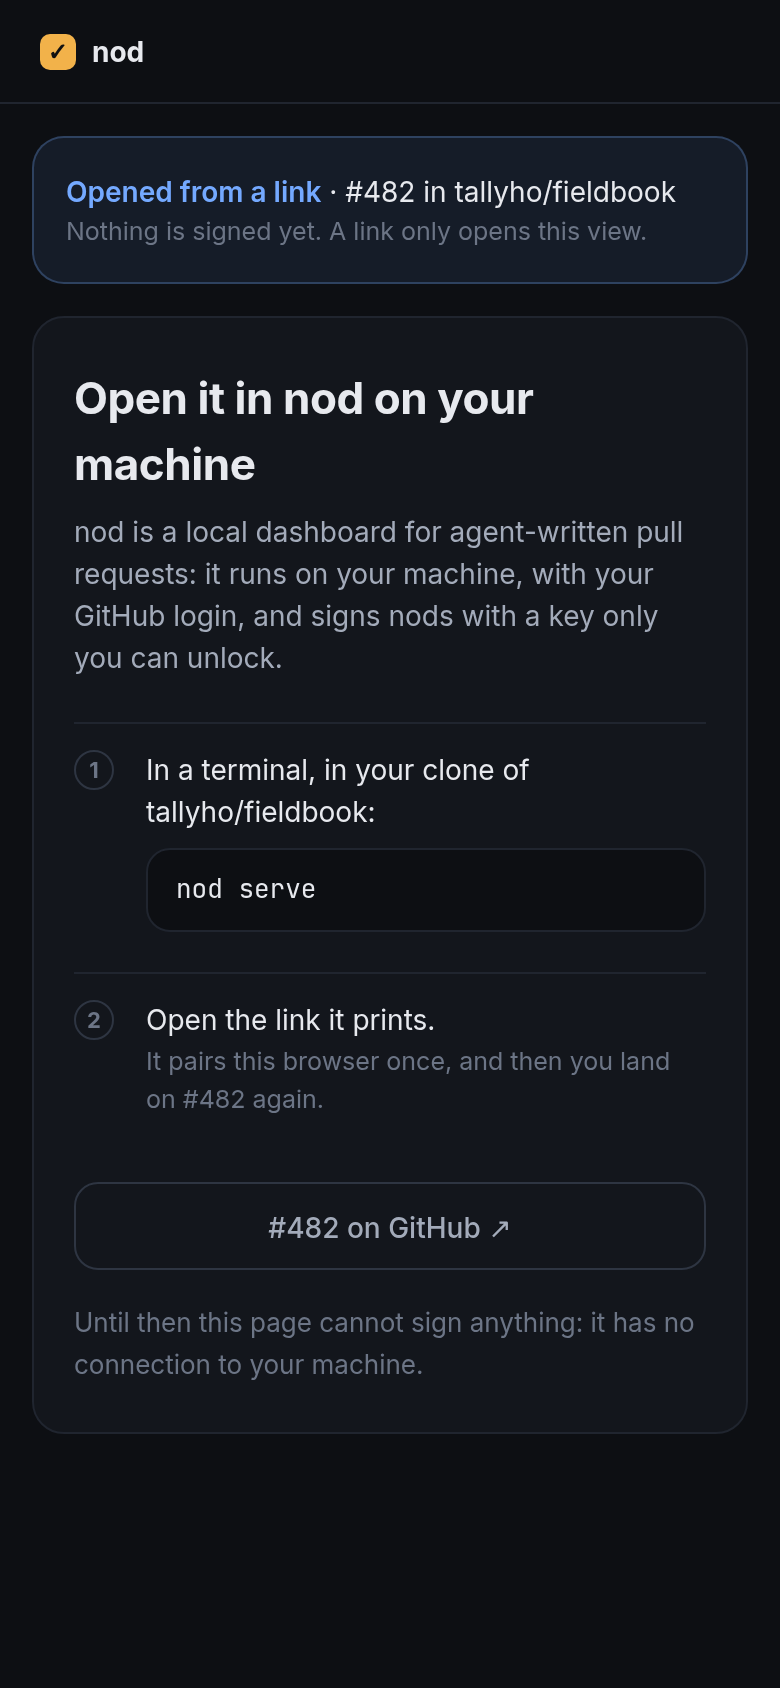 ✓ nod
Opened from a link · #482 in tallyho/fieldbook
Nothing is signed yet. A link only opens this view.
Open it in nod on your
machine
nod is a local dashboard for agent-written pull
requests: it runs on your machine, with your
GitHub login, and signs nods with a key only
you can unlock.
1 In a terminal, in your clone of
tallyho/fieldbook:
nod serve
2 Open the link it prints.
It pairs this browser once, and then you land
on #482 again.
#482 on GitHub ↗
Until then this page cannot sign anything: it has no
connection to your machine.